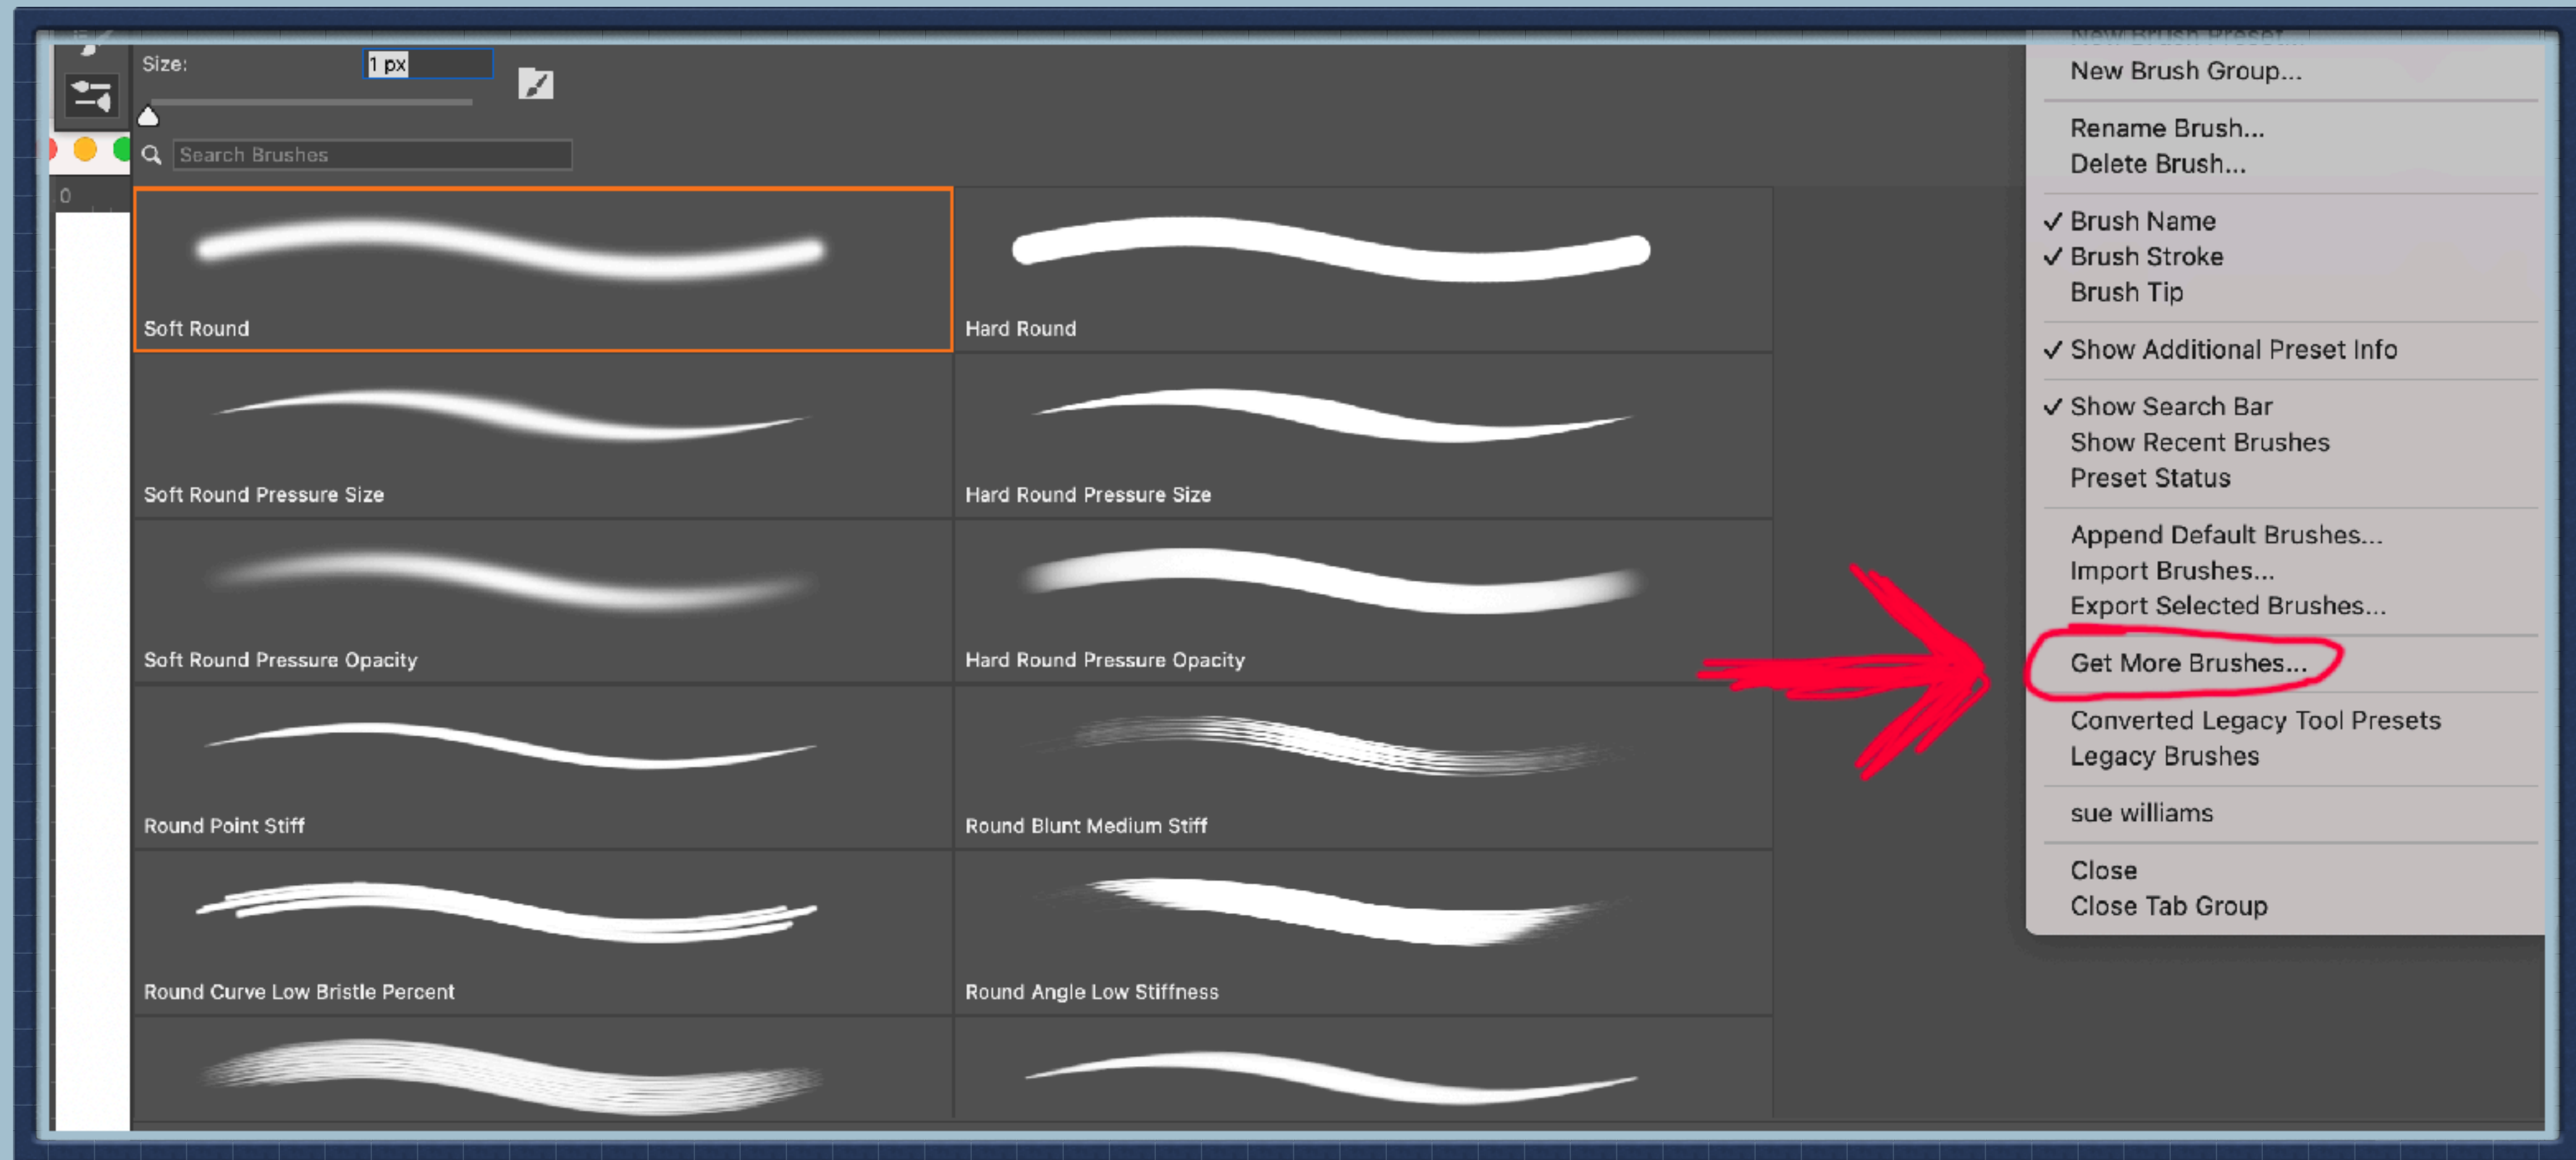 Size:
1 px
Search Brushes
0
Soft Round
Hard Round
Soft Round Pressure Size
Hard Round Pressure Size
Soft Round Pressure Opacity
Hard Round Pressure Opacity
Round Point Stiff
Round Blunt Medium Stiff
Round Curve Low Bristle Percent
Round Angle Low Stiffness
New Brush Preset...
New Brush Group...
Rename Brush...
Delete Brush...
✓ Brush Name
✓ Brush Stroke
Brush Tip
✓ Show Additional Preset Info
✓ Show Search Bar
Show Recent Brushes
Preset Status
Append Default Brushes...
Import Brushes...
Export Selected Brushes...
Get More Brushes...
Converted Legacy Tool Presets
Legacy Brushes
sue williams
Close
Close Tab Group